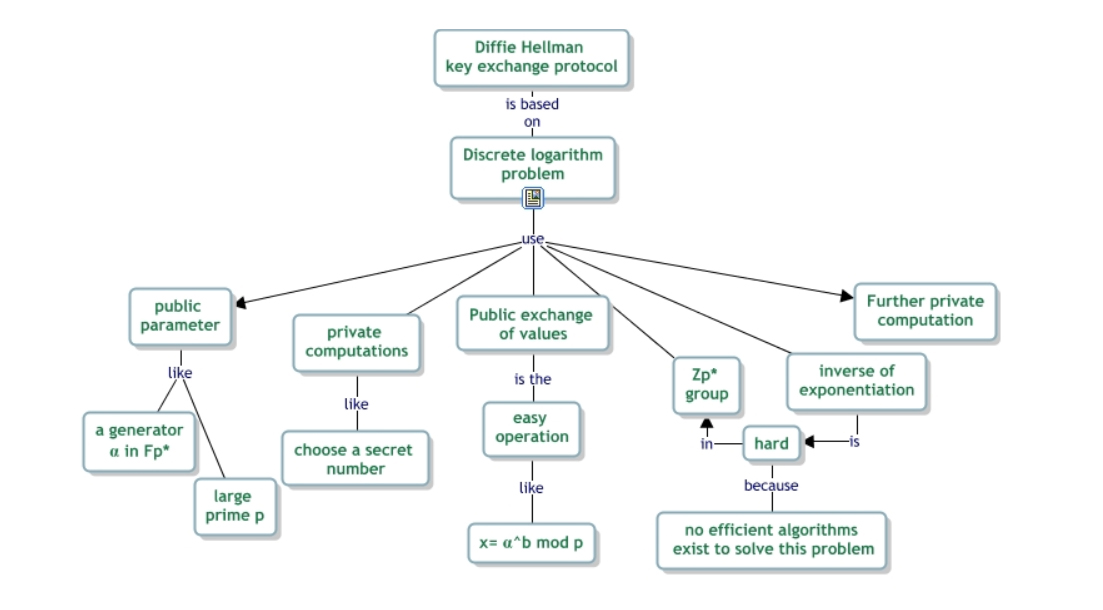 Diffie Hellman
key exchange protocol
is based
on
Discrete logarithm
problem
use
public
parameter
like
a generator
α in Fp*
large
prime p
private
computations
like
choose a secret
number
Public exchange
of values
is the
easy
operation
like
x= α^b mod p
Zp*
group
in
hard
is
inverse of
exponentiation
because
no efficient algorithms
exist to solve this problem
Further private
computation